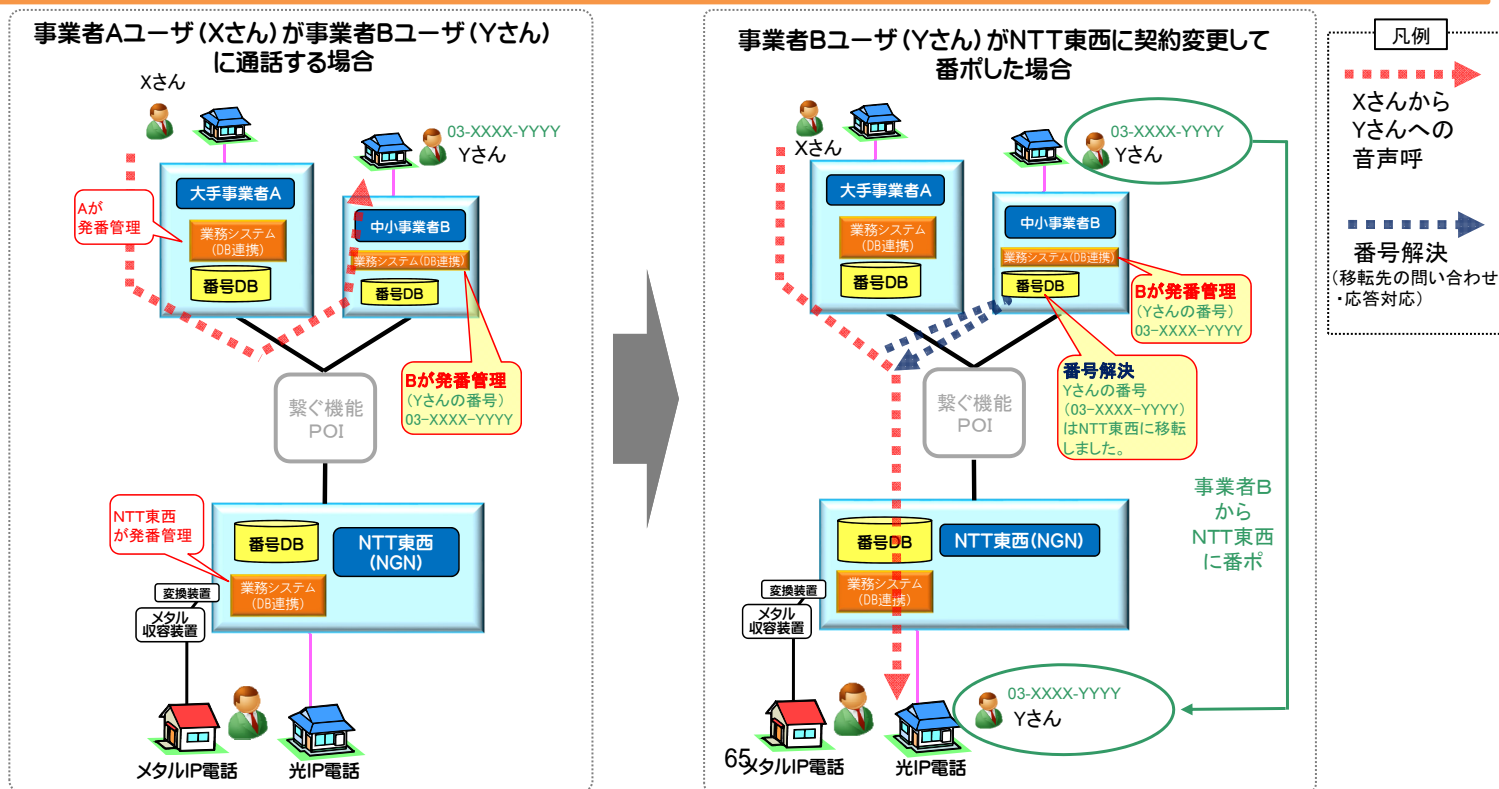 事業者Aユーザ(Xさん)が事業者Bユーザ(Yさん)
に通話する場合
Xさん
03-XXXX-YYYY
Yさん
大手事業者A
Aが
発番管理
業務システム
(DB連携)
番号DB
中小事業者B
業務システム(DB連携)
番号DB
Bが発番管理
(Yさんの番号)
03-XXXX-YYYY
繋ぐ機能
POI
NTT東西
が発番管理
番号DB
NTT東西
(NGN)
業務システム
(DB連携)
変換装置
メタル
収容装置
メタルIP電話
光IP電話
事業者Bユーザ(Yさん)がNTT東西に契約変更して
番ポした場合
Xさん
03-XXXX-YYYY
Yさん
大手事業者A
業務システム
(DB連携)
番号DB
中小事業者B
業務システム(DB連携)
番号DB
Bが発番管理
(Yさんの番号)
03-XXXX-YYYY
番号解決
Yさんの番号
(03-XXXX-YYYY)
はNTT東西に移転
しました。
繋ぐ機能
POI
事業者B
から
NTT東西
に番ポ
番号DB
NTT東西(NGN)
業務システム
(DB連携)
変換装置
メタル
収容装置
03-XXXX-YYYY
Yさん
メタルIP電話
光IP電話
65
凡例
Xさんから
Yさんへの
音声呼
番号解決
(移転先の問い合わせ
・応答対応)